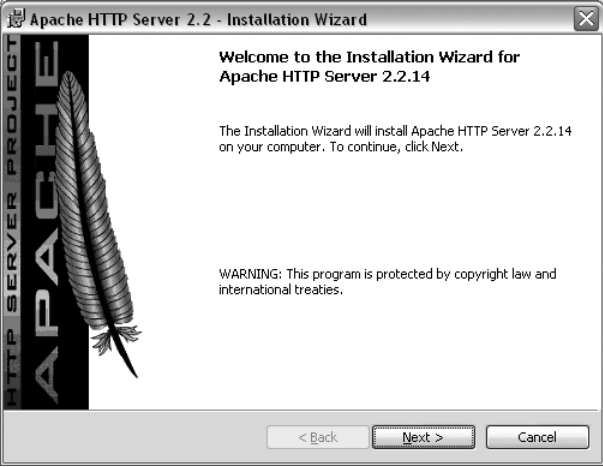 Apache HTTP Server 2.2 - Installation Wizard
HTTP SERVER PROJECT
APACHE
Welcome to the Installation Wizard for
Apache HTTP Server 2.2.14
The Installation Wizard will install Apache HTTP Server 2.2.14
on your computer. To continue, click Next.
WARNING: This program is protected by copyright law and
international treaties.
< Back
Next >
Cancel